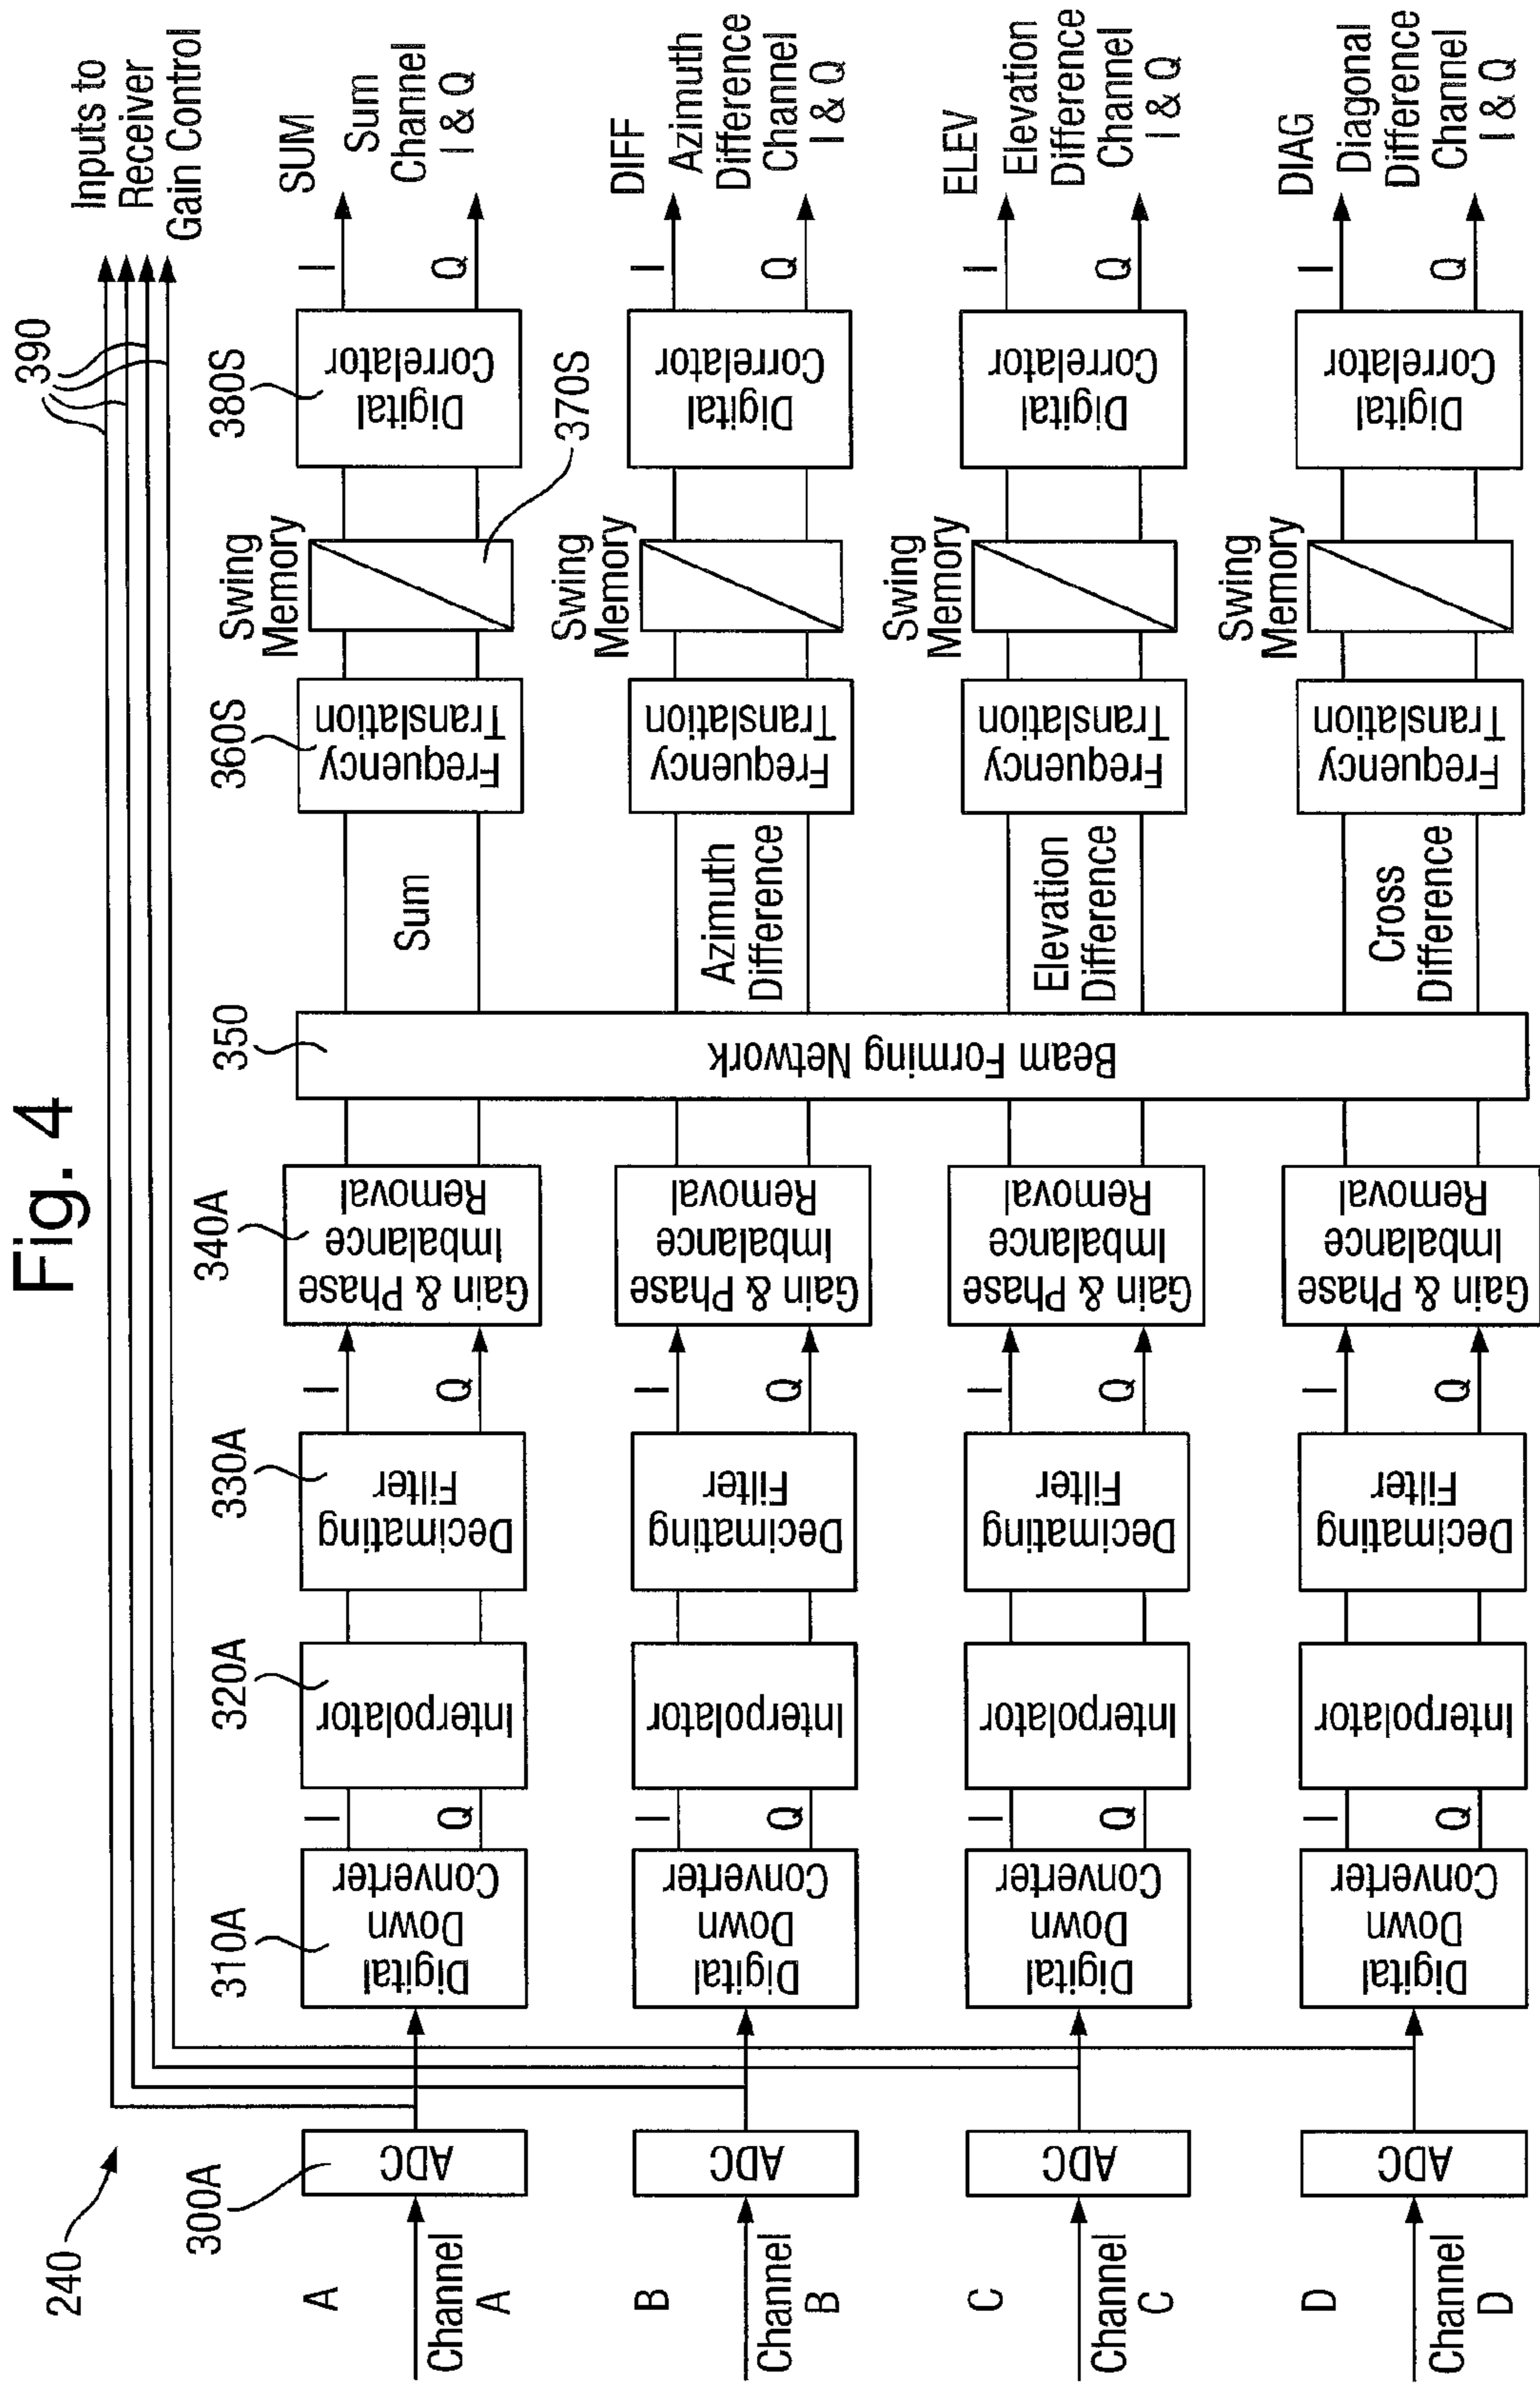 Fig. 4
240
390
Inputs to
Receiver
Gain Control
A
Channel
A
300A
ADC
310A
Digital
Down
Converter
I
Q
320A
Interpolator
330A
Decimating
Filter
I
Q
340A
Gain & Phase
Imbalance
Removal
350
Beam Forming Network
Sum
360S
Frequency
Translation
Swing
Memory
370S
380S
Digital
Correlator
I
Q
SUM
Sum
Channel
I & Q
B
Channel
B
ADC
Digital
Down
Converter
I
Q
Interpolator
Decimating
Filter
I
Q
Gain & Phase
Imbalance
Removal
Azimuth
Difference
Frequency
Translation
Swing
Memory
Digital
Correlator
I
Q
DIFF
Azimuth
Difference
Channel
I & Q
C
Channel
C
ADC
Digital
Down
Converter
I
Q
Interpolator
Decimating
Filter
I
Q
Gain & Phase
Imbalance
Removal
Elevation
Difference
Frequency
Translation
Swing
Memory
Digital
Correlator
I
Q
ELEV
Elevation
Difference
Channel
I & Q
D
Channel
D
ADC
Digital
Down
Converter
I
Q
Interpolator
Decimating
Filter
I
Q
Gain & Phase
Imbalance
Removal
Cross
Difference
Frequency
Translation
Swing
Memory
Digital
Correlator
I
Q
DIAG
Diagonal
Difference
Channel
I & Q